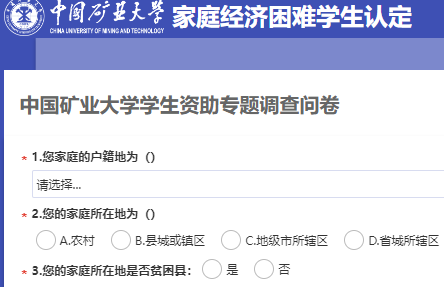 中国矿业大学 家庭经济困难学生认定
CHINA UNIVERSITY OF MINING AND TECHNOLOGY
中国矿业大学学生资助专题调查问卷
* 1.您家庭的户籍地为（）
请选择...
* 2.您的家庭所在地为（）
A.农村 B.县城或镇区 C.地级市所辖区 D.省城所辖区
* 3.您的家庭所在地是否贫困县： 是 否